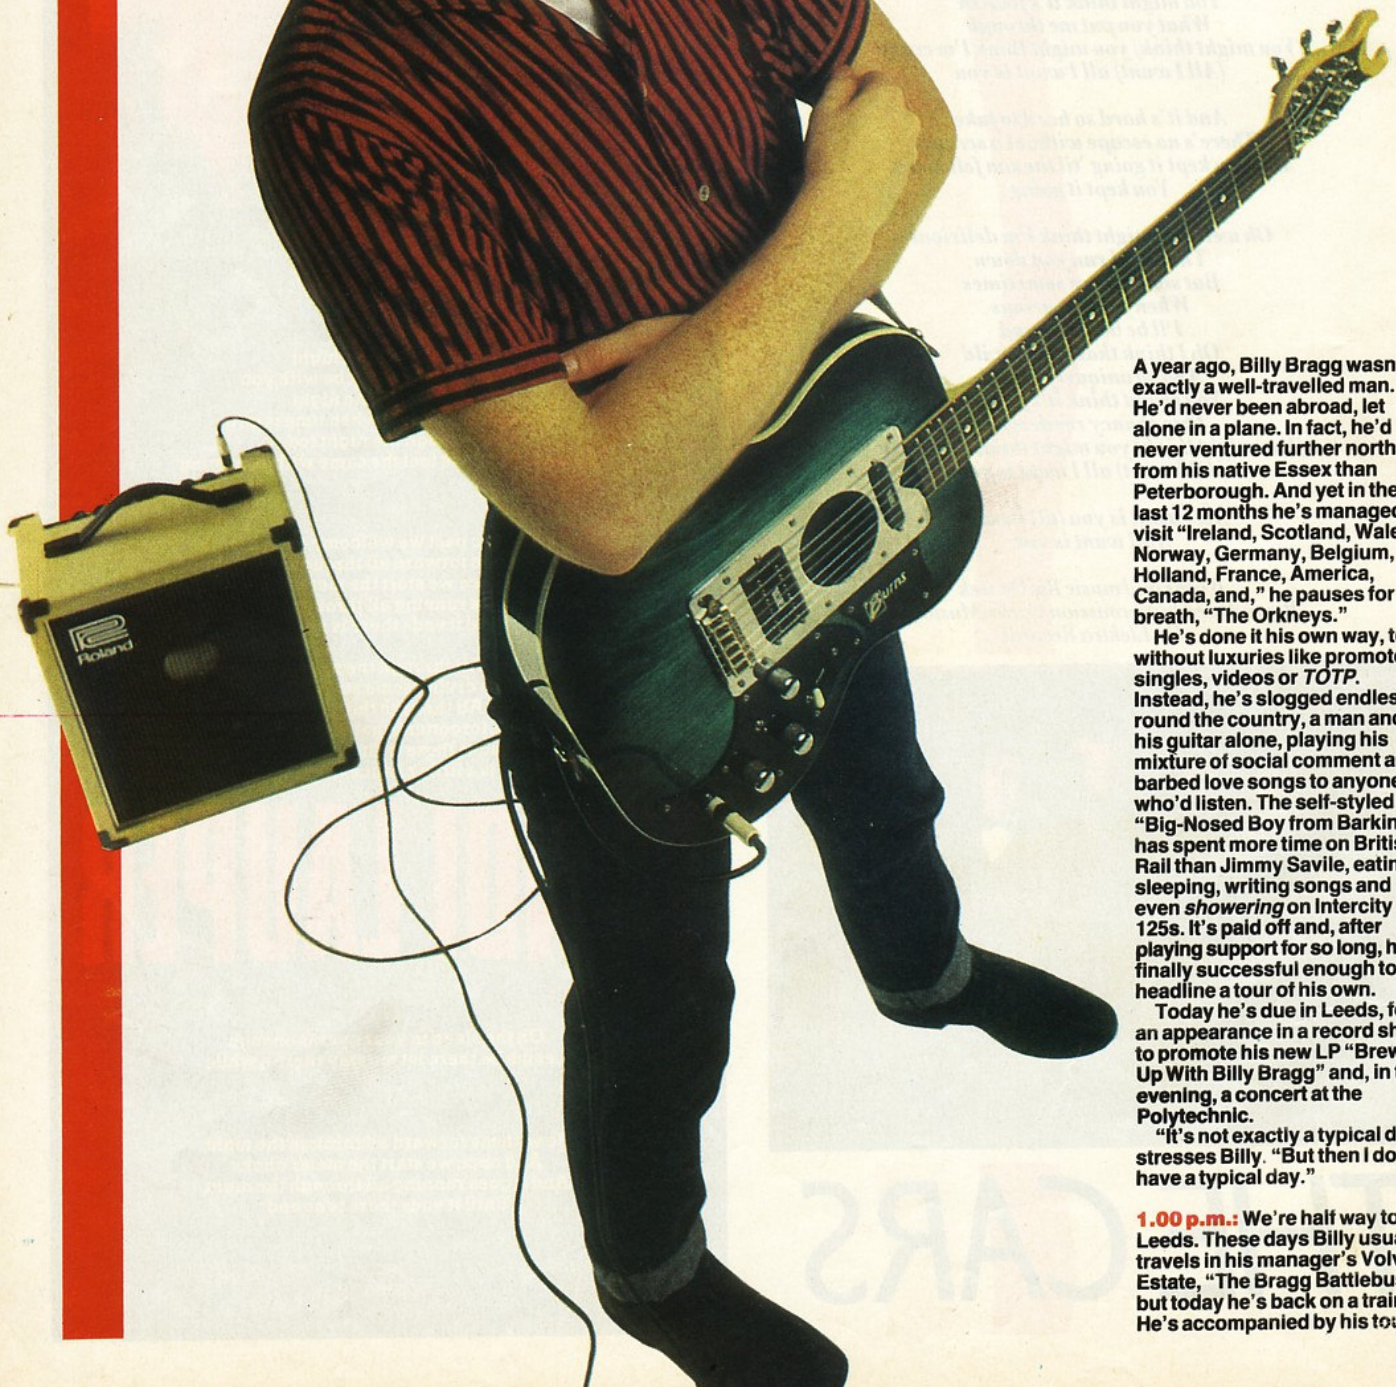 Roland
Burns
A year ago, Billy Bragg wasn
exactly a well-travelled man.
He'd never been abroad, let
alone in a plane. In fact, he'd
never ventured further north
from his native Essex than
Peterborough. And yet in the
last 12 months he's managed
visit "Ireland, Scotland, Wale
Norway, Germany, Belgium,
Holland, France, America,
Canada, and," he pauses for
breath, "The Orkneys."
He's done it his own way, t
without luxuries like promot
singles, videos or TOTP.
Instead, he's slogged endles
round the country, a man and
his guitar alone, playing his
mixture of social comment a
barbed love songs to anyone
who'd listen. The self-styled
"Big-Nosed Boy from Barkin
has spent more time on Britis
Rail than Jimmy Savile, eatin
sleeping, writing songs and
even showering on Intercity
125s. It's paid off and, after
playing support for so long, h
finally successful enough to
headline a tour of his own.
Today he's due in Leeds, f
an appearance in a record sh
to promote his new LP "Brew
Up With Billy Bragg" and, in t
evening, a concert at the
Polytechnic.
"It's not exactly a typical d
stresses Billy. "But then I do
have a typical day."
1.00 p.m.: We're half way to
Leeds. These days Billy usua
travels in his manager's Volv
Estate, "The Bragg Battlebus
but today he's back on a train
He's accompanied by his tou